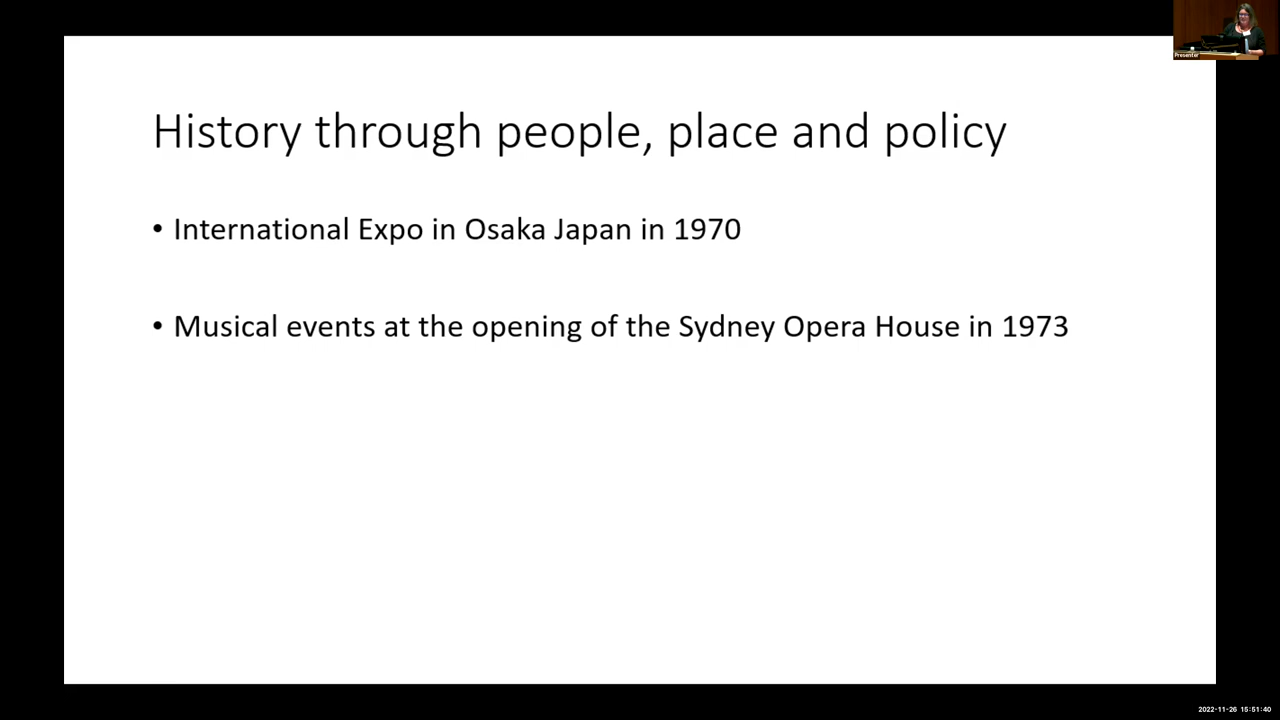 Presenter
History through people, place and policy
• International Expo in Osaka Japan in 1970
• Musical events at the opening of the Sydney Opera House in 1973
2022-11-26 15:51:40